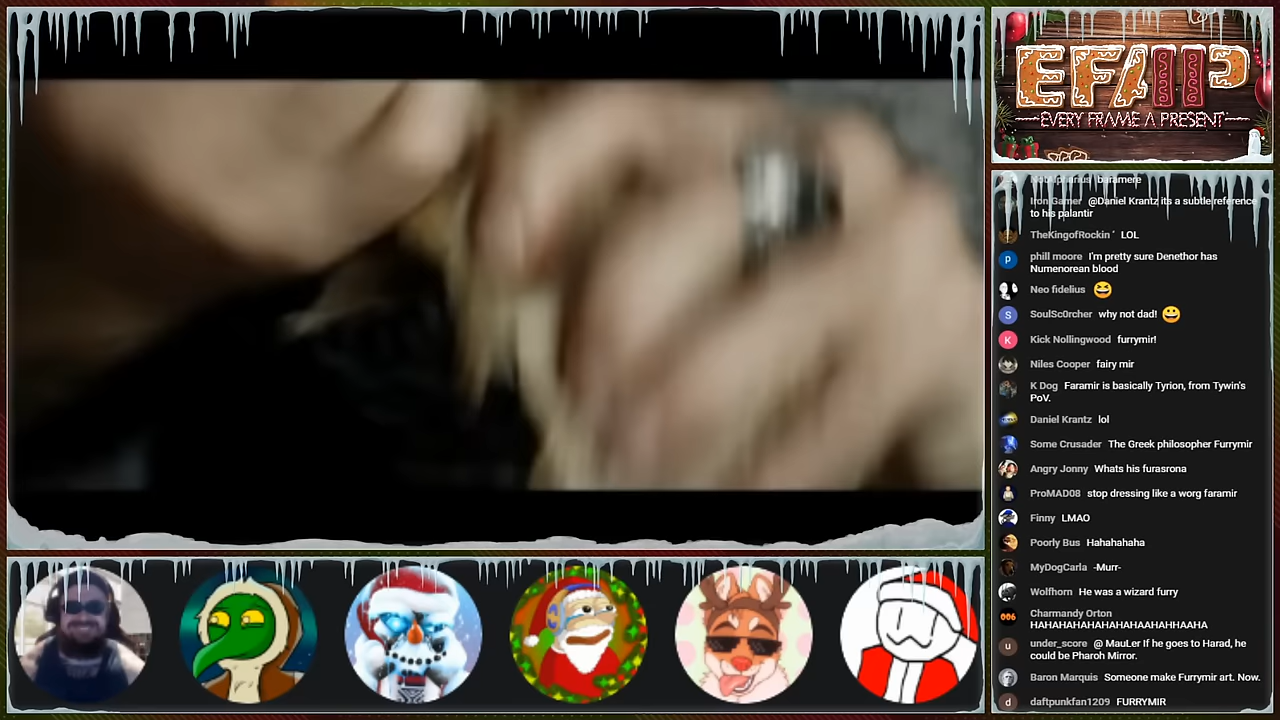 EFAP
EVERY FRAME A PRESENT
baramere
Iron Gamer @Daniel Krantz its a subtle reference
to his palantir
TheKingofRockin ' LOL
phill moore I'm pretty sure Denethor has
Numenorean blood
Neo fidelius 😆
SoulSc0rcher why not dad! 😀
Kick Nollingwood furrymir!
Niles Cooper fairy mir
K Dog Faramir is basically Tyrion, from Tywin's
PoV.
Daniel Krantz lol
Some Crusader The Greek philosopher Furrymir
Angry Jonny Whats his furasrona
ProMAD08 stop dressing like a worg faramir
Finny LMAO
Poorly Bus Hahahahaha
MyDogCarla -Murr-
Wolfhorn He was a wizard furry
Charmandy Orton
HAHAHAHAHAHAHAHAAHAHHAAHA
under_score @ MauLer If he goes to Harad, he
could be Pharoh Mirror.
Baron Marquis Someone make Furrymir art. Now.
daftpunkfan1209 FURRYMIR